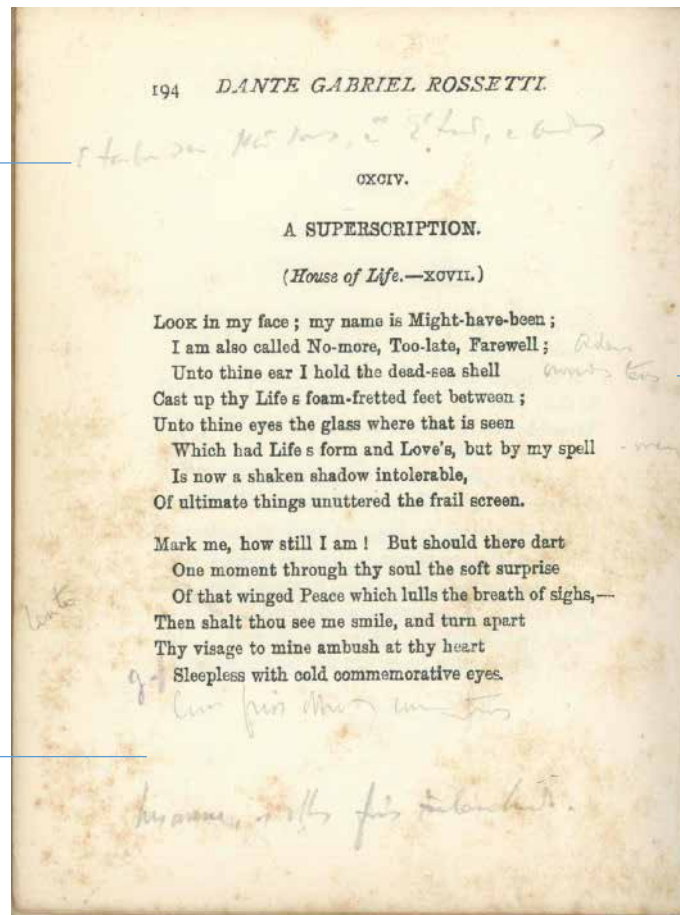 194 DANTE GABRIEL ROSSETTI.
CXCIV.
A SUPERSCRIPTION.
(House of Life.—XCVII.)
LOOK in my face ; my name is Might-have-been ;
I am also called No-more, Too-late, Farewell ;
Unto thine ear I hold the dead-sea shell
Cast up thy Life s foam-fretted feet between ;
Unto thine eyes the glass where that is seen
Which had Life s form and Love's, but by my spell
Is now a shaken shadow intolerable,
Of ultimate things unuttered the frail screen.
Mark me, how still I am ! But should there dart
One moment through thy soul the soft surprise
Of that winged Peace which lulls the breath of sighs,—
Then shalt thou see me smile, and turn apart
Thy visage to mine ambush at thy heart
Sleepless with cold commemorative eyes.